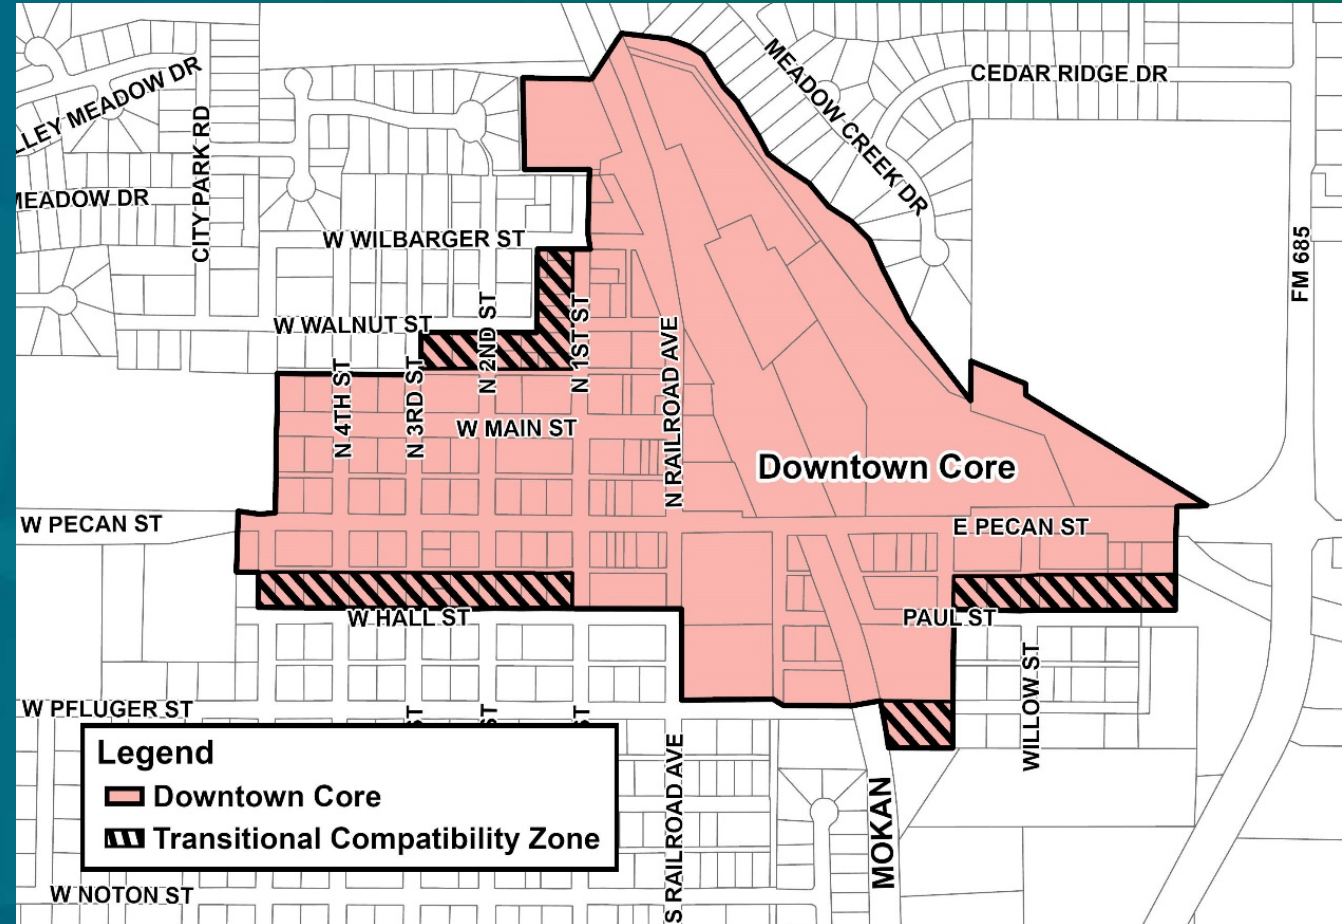 MEADOW CREEK DR
CEDAR RIDGE DR
LLEY MEADOW DR
CITY PARK RD
MEADOW DR
W WILBARGER ST
FM 685
W WALNUT ST
N 2ND ST
N 1ST ST
N RAILROAD AVE
N 4TH ST
N 3RD ST
W MAIN ST
Downtown Core
W PECAN ST
E PECAN ST
W HALL ST
PAUL ST
WILLOW ST
W PFLUGER ST
ST
ST
ST
Legend
Downtown Core
Transitional Compatibility Zone
S RAILROAD AVE
MOKAN
W NOTON ST